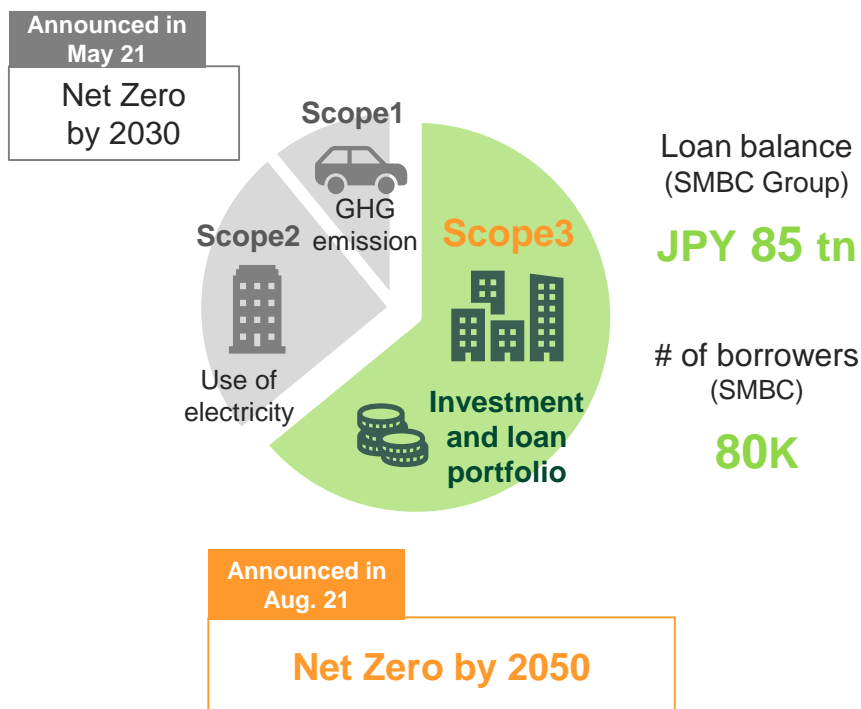 Announced in
May 21
Net Zero
by 2030
Scope1
GHG
emission
Scope2
Use of
electricity
Scope3
Investment
and loan
portfolio
Loan balance
(SMBC Group)
JPY 85 tn
# of borrowers
(SMBC)
80K
Announced in
Aug. 21
Net Zero by 2050